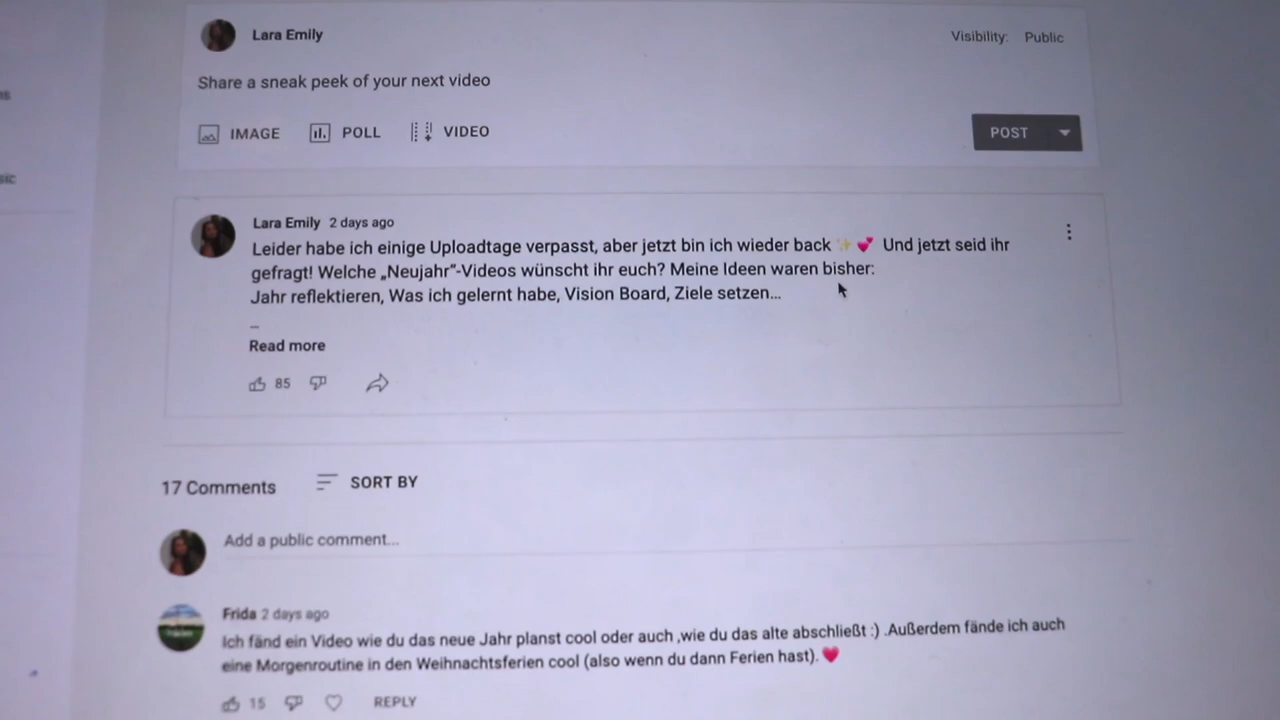 Lara Emily
Visibility: Public
Share a sneak peek of your next video
IMAGE POLL VIDEO
POST
Lara Emily 2 days ago
Leider habe ich einige Uploadtage verpasst, aber jetzt bin ich wieder back ✨💕 Und jetzt seid ihr
gefragt! Welche „Neujahr“-Videos wünscht ihr euch? Meine Ideen waren bisher:
Jahr reflektieren, Was ich gelernt habe, Vision Board, Ziele setzen...
...
Read more
85
17 Comments SORT BY
Add a public comment...
Frida 2 days ago
Ich fänd ein Video wie du das neue Jahr planst cool oder auch ,wie du das alte abschließt :) .Außerdem fände ich auch
eine Morgenroutine in den Weihnachtsferien cool (also wenn du dann Ferien hast). ❤️
15 REPLY